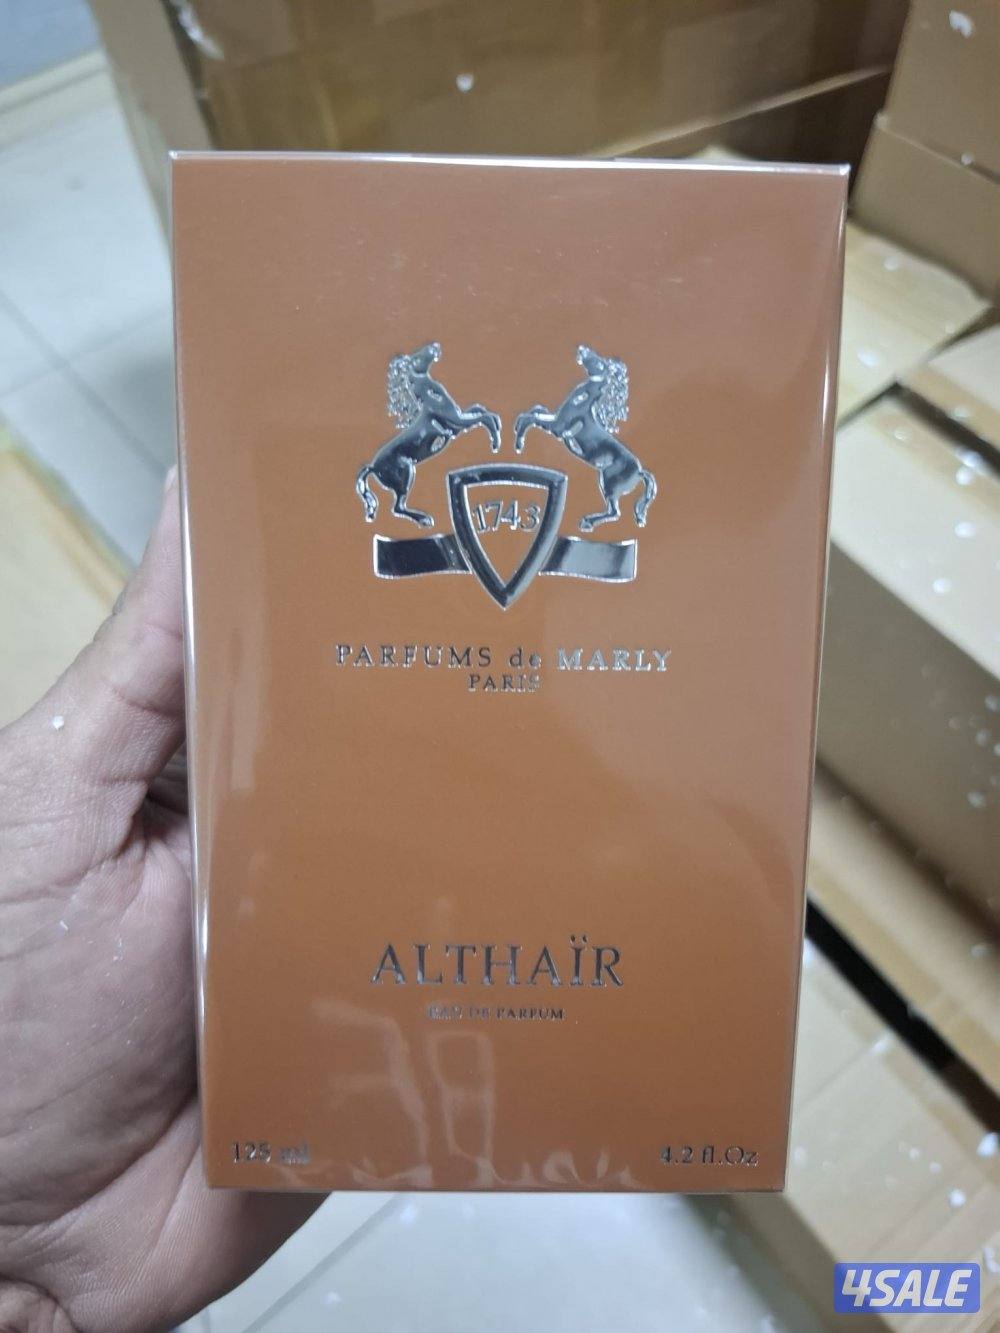 1743
PARFUMS de MARLY
PARIS
ALTHAÏR
EAU DE PARFUM
125 ml
4.2 fl.Oz
4SALE